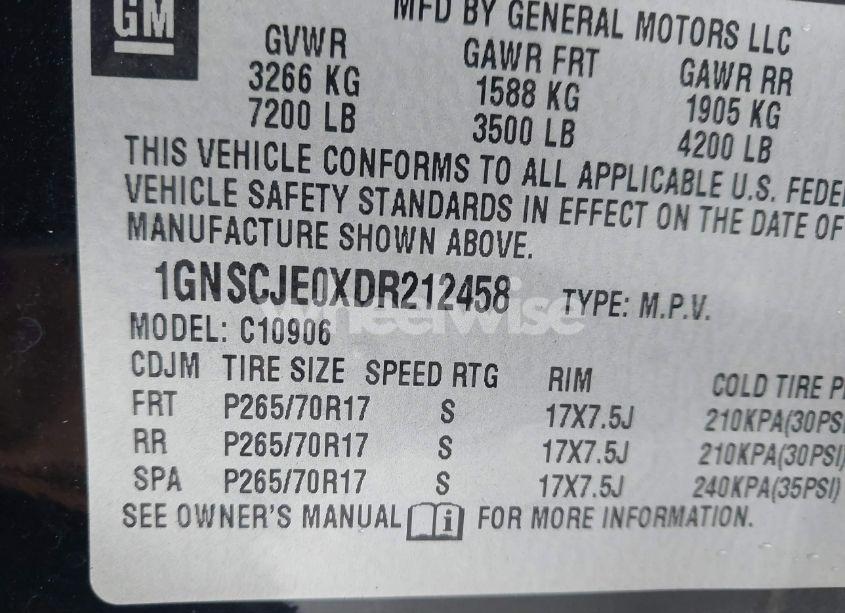 GM
MFD BY GENERAL MOTORS LLC
GVWR GAWR FRT GAWR RR
3266 KG 1588 KG 1905 KG
7200 LB 3500 LB 4200 LB
THIS VEHICLE CONFORMS TO ALL APPLICABLE U.S. FEDE
VEHICLE SAFETY STANDARDS IN EFFECT ON THE DATE OF
MANUFACTURE SHOWN ABOVE.
1GNSCJE0XDR212458 TYPE: M.P.V.
wheelwise
MODEL: C10906
CDJM TIRE SIZE SPEED RTG RIM COLD TIRE P
FRT P265/70R17 S 17X7.5J 210KPA(30PSI
RR P265/70R17 S 17X7.5J 210KPA(30PSI)
SPA P265/70R17 S 17X7.5J 240KPA(35PSI)
SEE OWNER'S MANUAL i FOR MORE INFORMATION.